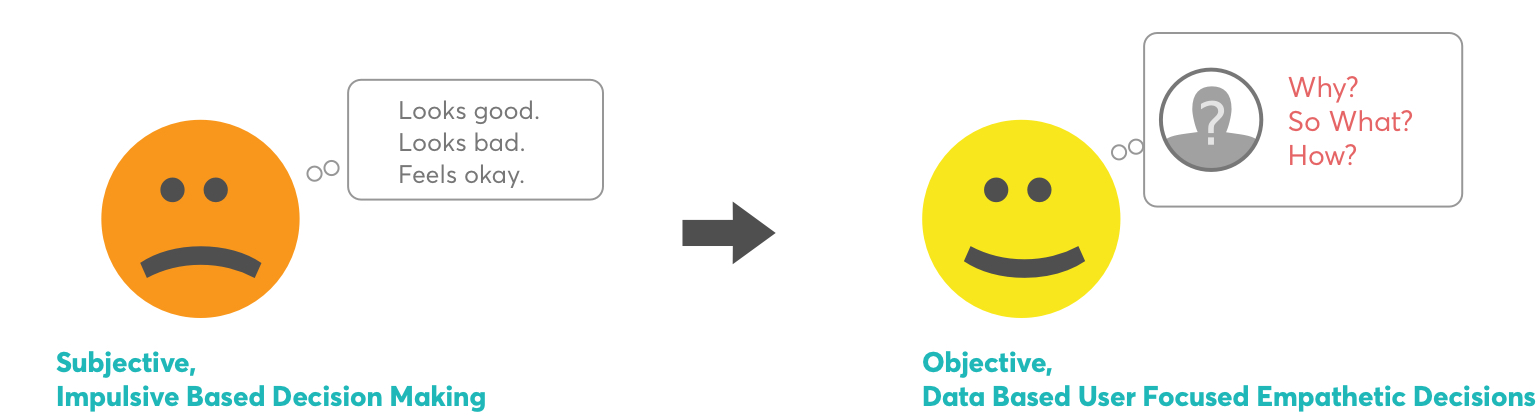 Looks good.
Looks bad.
Feels okay.
Subjective,
Impulsive Based Decision Making
?
Why?
So What?
How?
Objective,
Data Based User Focused Empathetic Decisions